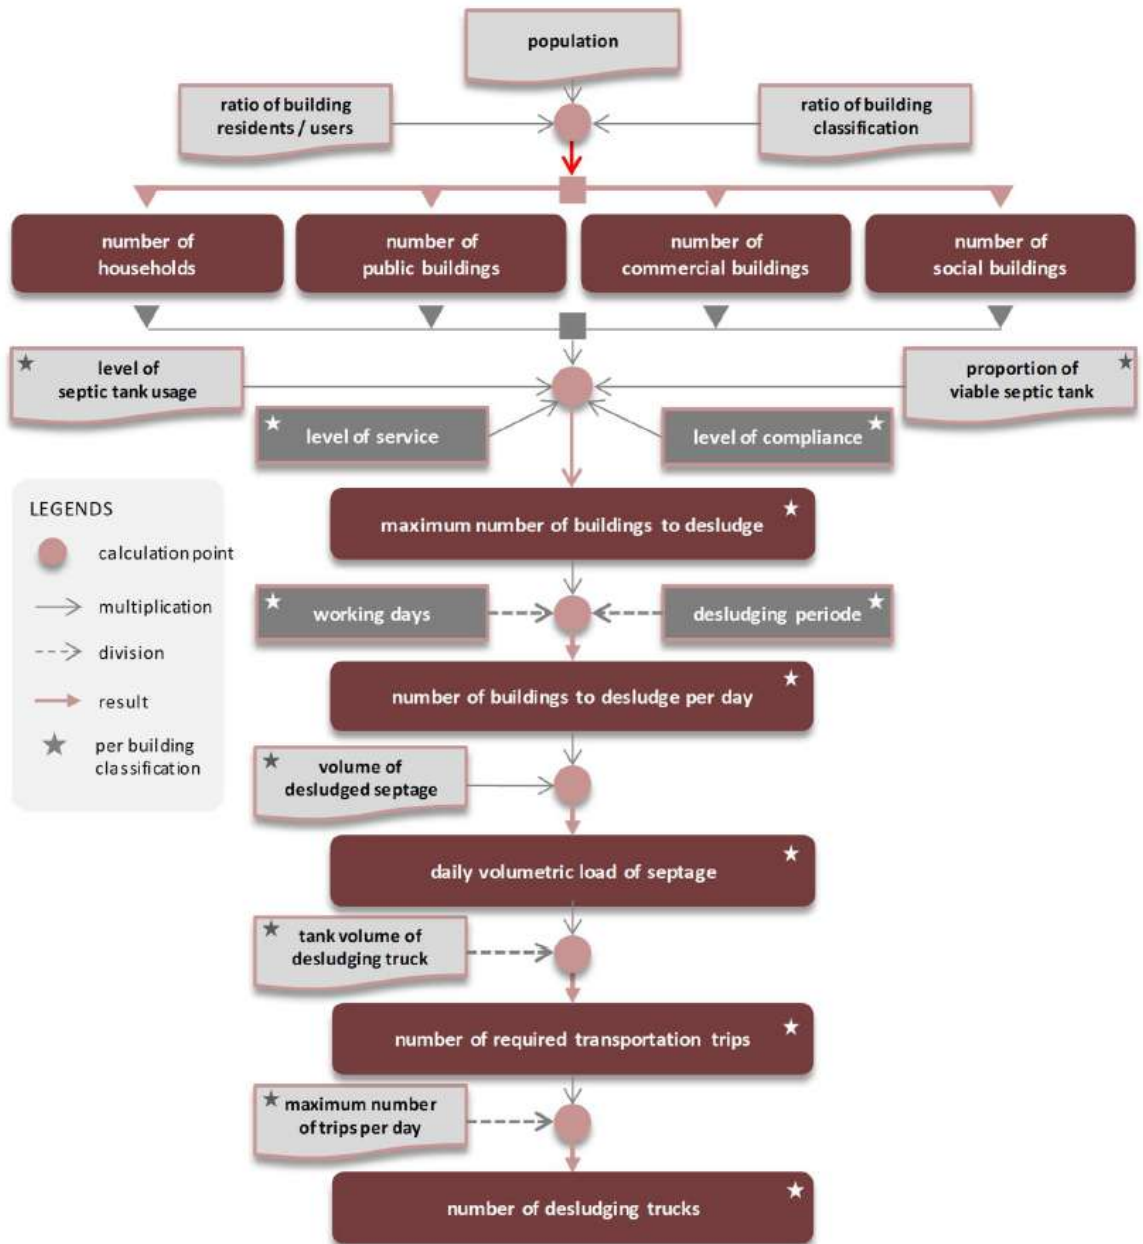 population
ratio of building
residents / users
ratio of building
classification
number of
households
number of
public buildings
number of
commercial buildings
number of
social buildings
level of
septic tank usage
proportion of
viable septic tank
level of service
level of compliance
LEGENDS
calculation point
multiplication
division
result
per building
classification
maximum number of buildings to desludge
working days
desludging periode
number of buildings to desludge per day
volume of
desludged septage
daily volumetric load of septage
tank volume of
desludging truck
number of required transportation trips
maximum number
of trips per day
number of desludging trucks